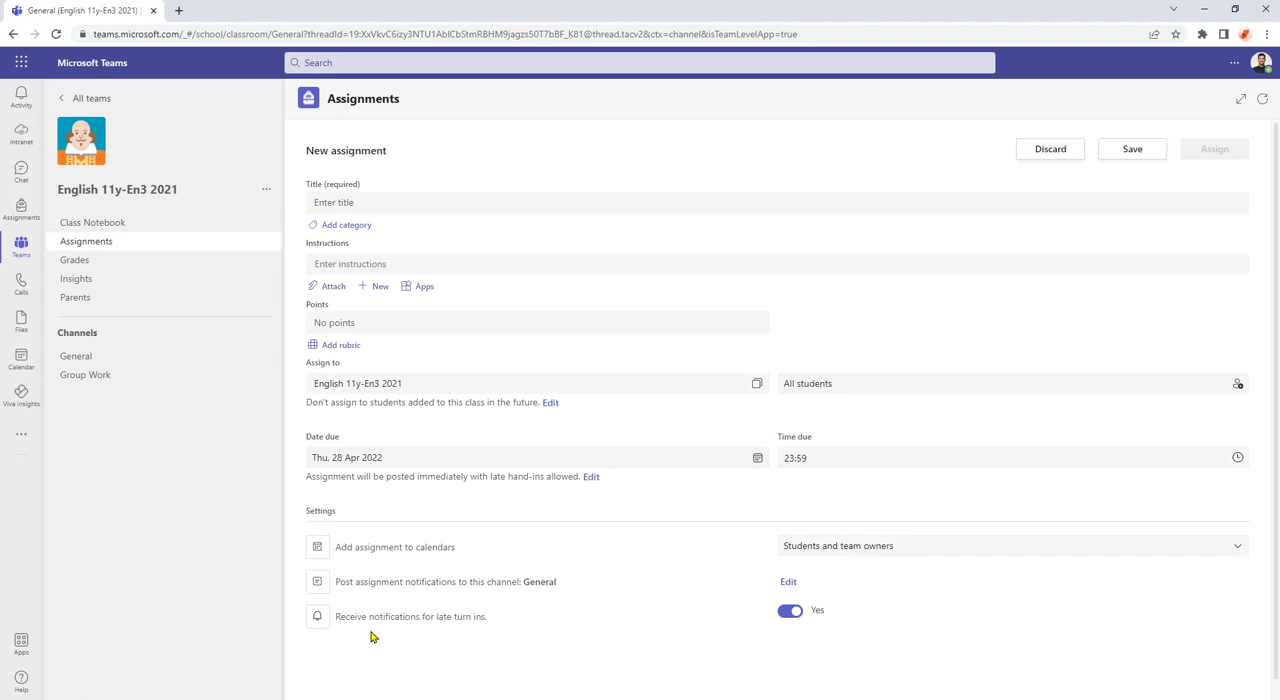 General (English 11y-En3 2021) |
teams.microsoft.com/_#/school/classroom/General?threadId=19:XxVkvC6izy3NTU1AblCbStmRBHM9jagzs50T7bBF_K81@thread.tacv2&ctx=channel&isTeamLevelApp=true
Microsoft Teams
Search
Activity
Intranet
Chat
Assignments
Teams
Calls
Files
Calendar
Viva Insights
Apps
Help
All teams
English 11y-En3 2021
Class Notebook
Assignments
Grades
Insights
Parents
Channels
General
Group Work
Assignments
New assignment
Discard
Save
Assign
Title (required)
Enter title
Add category
Instructions
Enter instructions
Attach New Apps
Points
No points
Add rubric
Assign to
English 11y-En3 2021
All students
Don't assign to students added to this class in the future. Edit
Date due
Time due
Thu, 28 Apr 2022
23:59
Assignment will be posted immediately with late hand-ins allowed. Edit
Settings
Add assignment to calendars
Students and team owners
Post assignment notifications to this channel: General
Edit
Receive notifications for late turn ins.
Yes